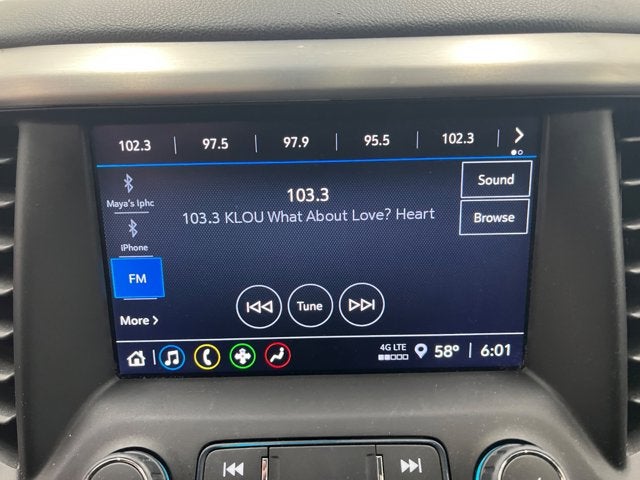 102.3 97.5 97.9 95.5 102.3
Sound
103.3
Maya's Iphc
103.3 KLOU What About Love? Heart
Browse
iPhone
FM
Tune
More
4G LTE
58° 6:01